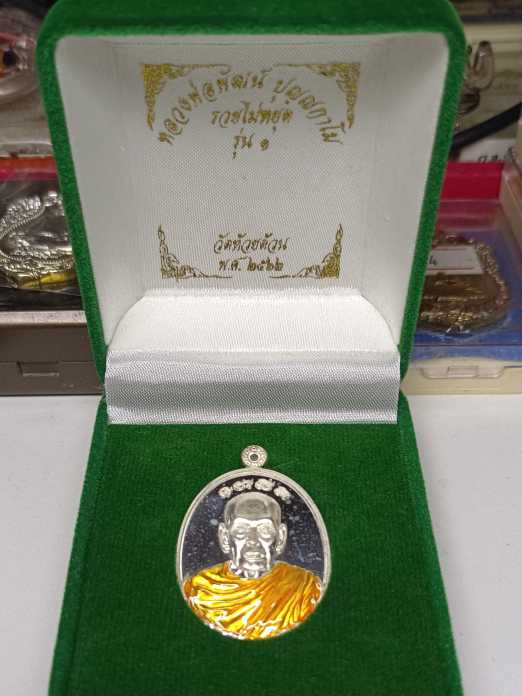 หลวงพ่อพัฒน์ ปุญญกาโม
รวยไม่หยุด
รุ่น ๑
วัดห้วยด้วน
พ.ศ. ๒๕๖๒